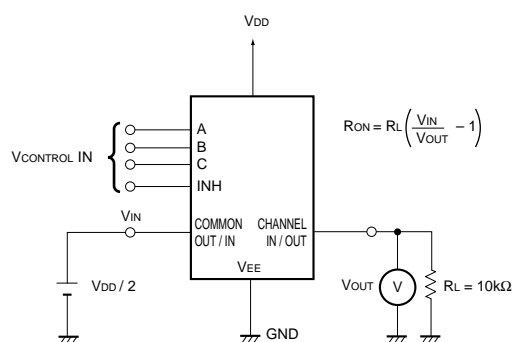 VDD
A
B
C
INH
VCONTROL IN
RON = RL(VIN/VOUT – 1)
VIN
COMMON OUT / IN
CHANNEL IN / OUT
VEE
VDD / 2
VOUT
V
RL = 10kΩ
GND